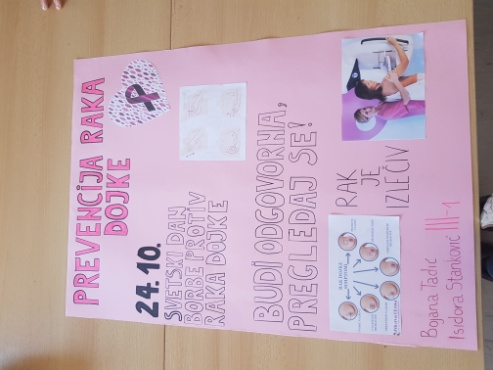 PREVENCIJA RAKA
DOJKE
24.10.
SVETSKI DAN
BORBE PROTIV
RAKA DOJKE
BUDI ODGOVORNA,
PREGLEDAJ SE!
RAK
JE
IZLEČIV
Bojana Tadić
Isidora Stanković III-1